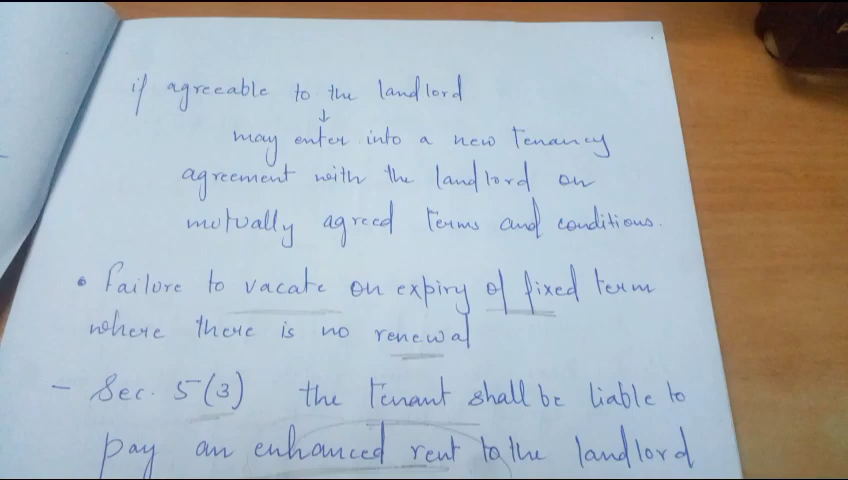 if agreeable to the landlord
↓
may enter into a new tenancy
agreement with the landlord on
mutually agreed terms and conditions.
• Failure to vacate on expiry of fixed term
where there is no renewal
– Sec. 5(3) the tenant shall be liable to
pay an enhanced rent to the landlord